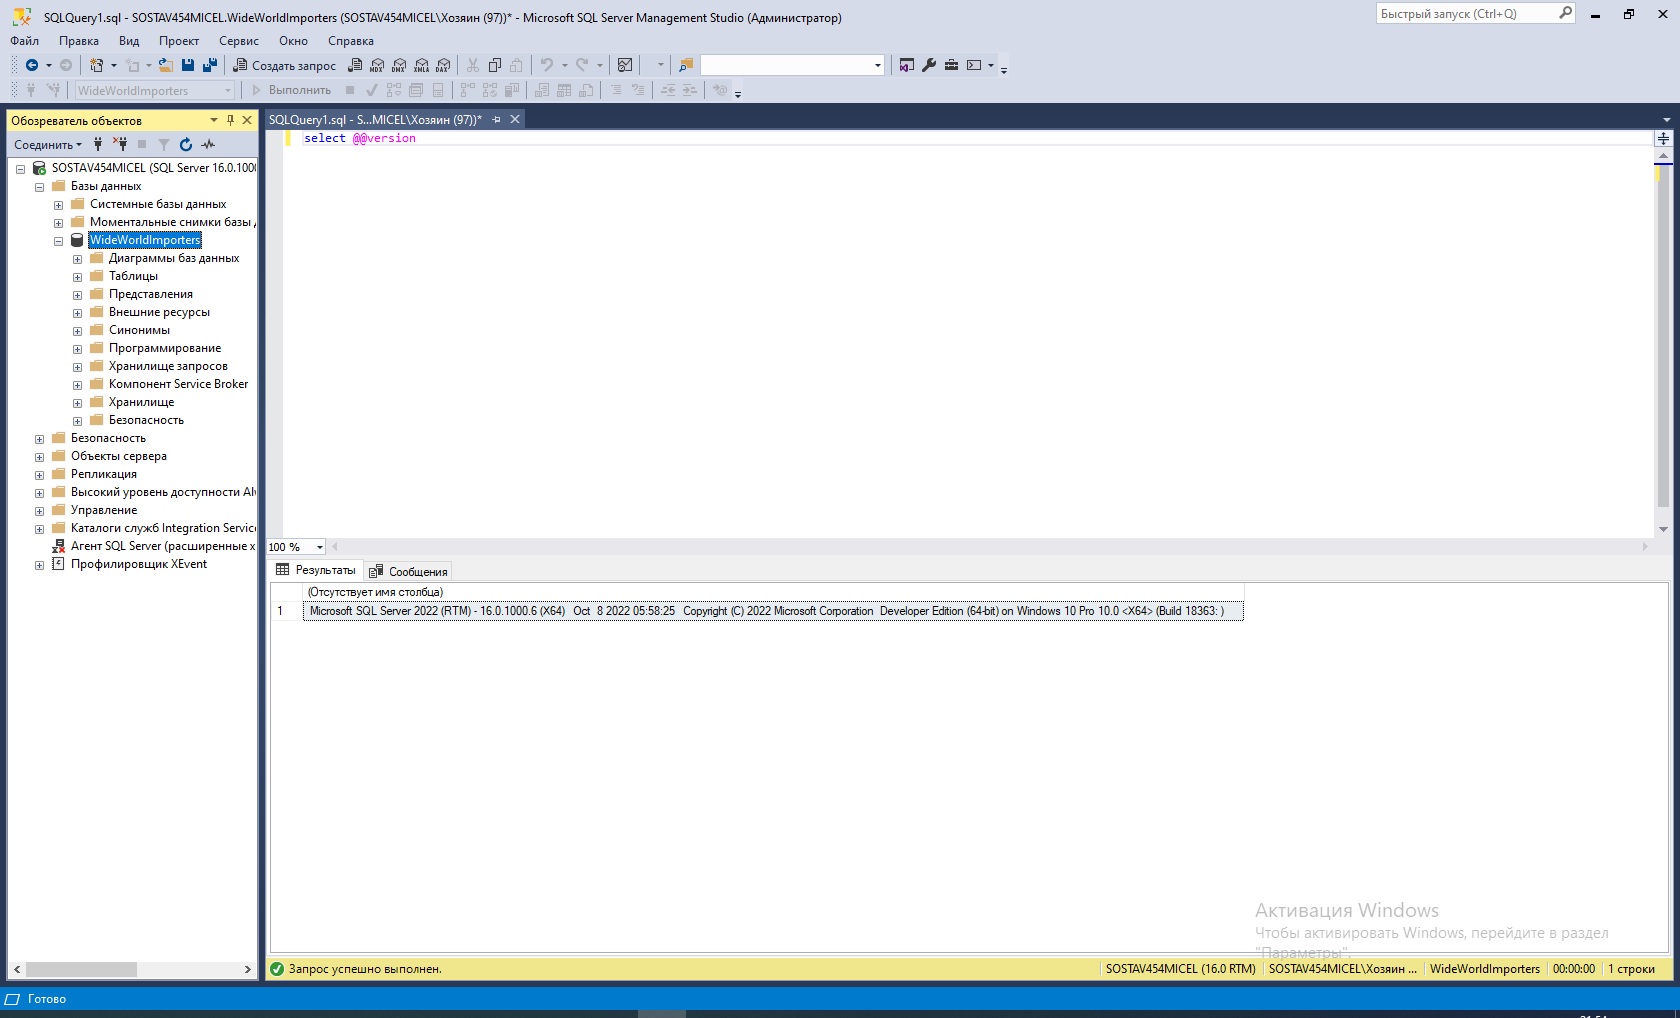 SQLQuery1.sql - SOSTAV454MICEL.WideWorldImporters (SOSTAV454MICEL\Хозяин (97))* - Microsoft SQL Server Management Studio (Администратор)
Быстрый запуск (Ctrl+Q)
Файл Правка Вид Проект Сервис Окно Справка
Создать запрос MDX DMX XMLA DAX
WideWorldImporters Выполнить
Обозреватель объектов
SQLQuery1.sql - S...MICEL\Хозяин (97))*
Соединить
select @@version
SOSTAV454MICEL (SQL Server 16.0.1000
Базы данных
Системные базы данных
Моментальные снимки базы
WideWorldImporters
Диаграммы баз данных
Таблицы
Представления
Внешние ресурсы
Синонимы
Программирование
Хранилище запросов
Компонент Service Broker
Хранилище
Безопасность
Безопасность
Объекты сервера
Репликация
Высокий уровень доступности
Управление
Каталоги служб Integration Service
Агент SQL Server (расширенные х
Профилировщик XEvent
100 %
Результаты Сообщения
(Отсутствует имя столбца)
1 Microsoft SQL Server 2022 (RTM) - 16.0.1000.6 (X64) Oct 8 2022 05:58:25 Copyright (C) 2022 Microsoft Corporation Developer Edition (64-bit) on Windows 10 Pro 10.0 <X64> (Build 18363: )
Активация Windows
Чтобы активировать Windows, перейдите в раздел
"Параметры".
Запрос успешно выполнен. SOSTAV454MICEL (16.0 RTM) SOSTAV454MICEL\Хозяин ... WideWorldImporters 00:00:00 1 строки
Готово